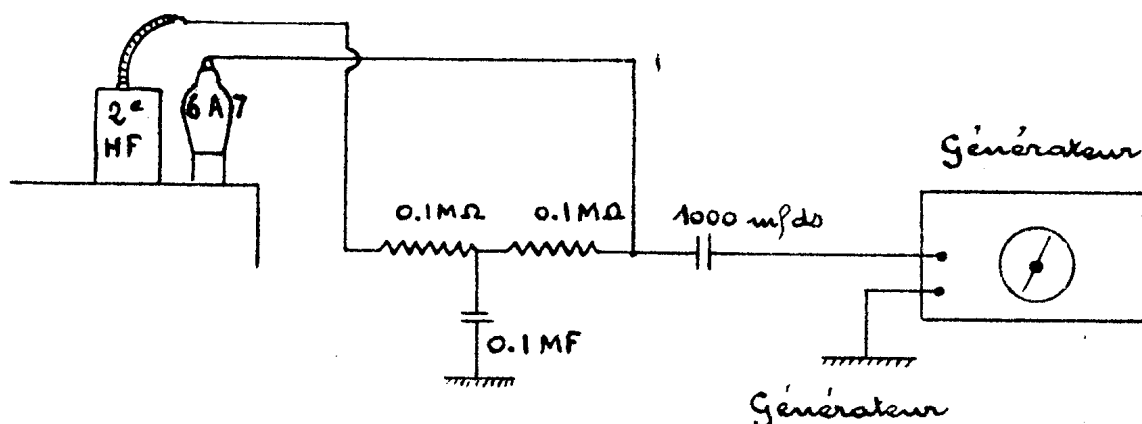 2e
HF
6A7
Générateur
0.1MΩ
0.1MΩ
1000 mfds
0.1MF
Générateur